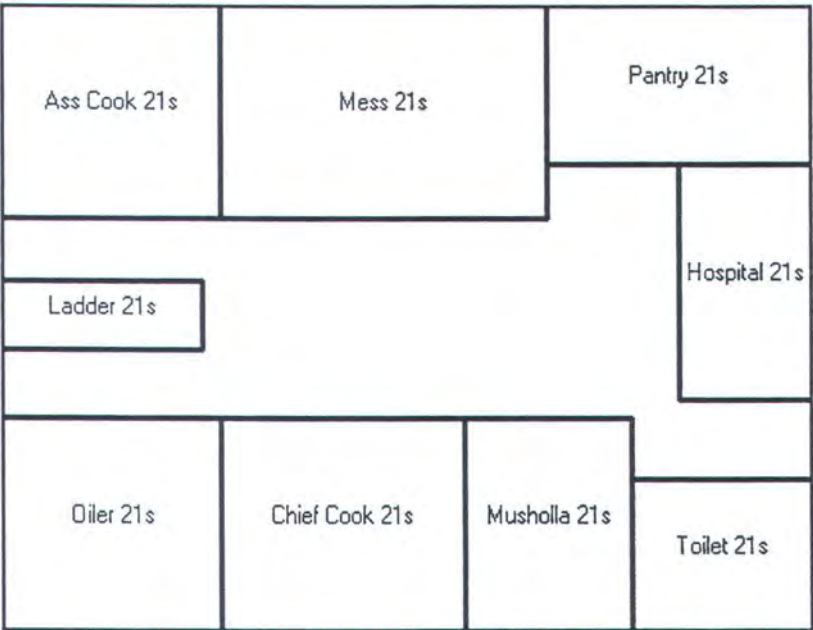 Ass Cook 21s
Mess 21s
Pantry 21s
Hospital 21s
Ladder 21s
Oiler 21s
Chief Cook 21s
Musholla 21s
Toilet 21s